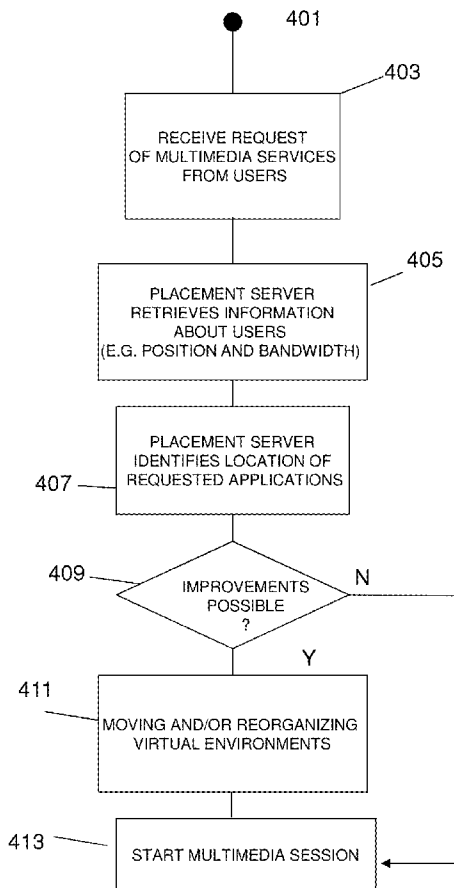 401
403
RECEIVE REQUEST
OF MULTIMEDIA SERVICES
FROM USERS
405
PLACEMENT SERVER
RETRIEVES INFORMATION
ABOUT USERS
(E.G. POSITION AND BANDWIDTH)
PLACEMENT SERVER
IDENTIFIES LOCATION OF
REQUESTED APPLICATIONS
407
409
IMPROVEMENTS
POSSIBLE
?
N
Y
411
MOVING AND/OR REORGANIZING
VIRTUAL ENVIRONMENTS
413
START MULTIMEDIA SESSION